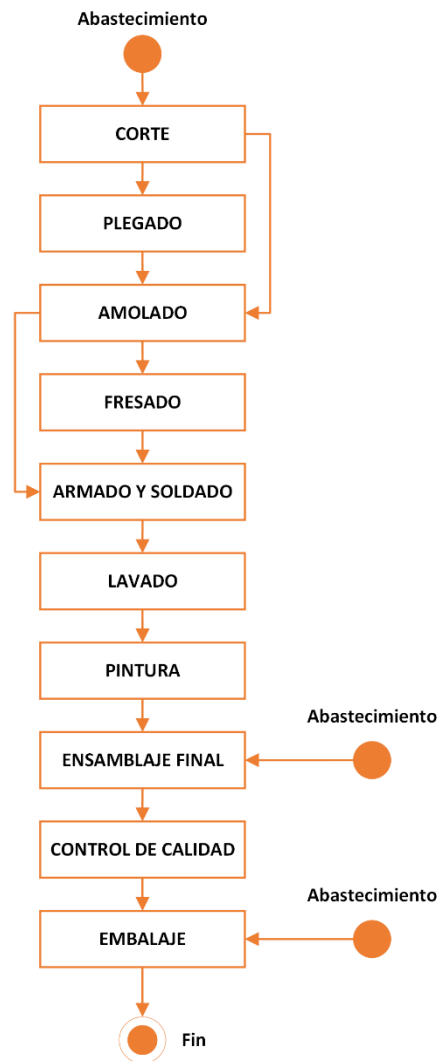 Abastecimiento
CORTE
PLEGADO
AMOLADO
FRESADO
ARMADO Y SOLDADO
LAVADO
PINTURA
Abastecimiento
ENSAMBLAJE FINAL
CONTROL DE CALIDAD
Abastecimiento
EMBALAJE
Fin